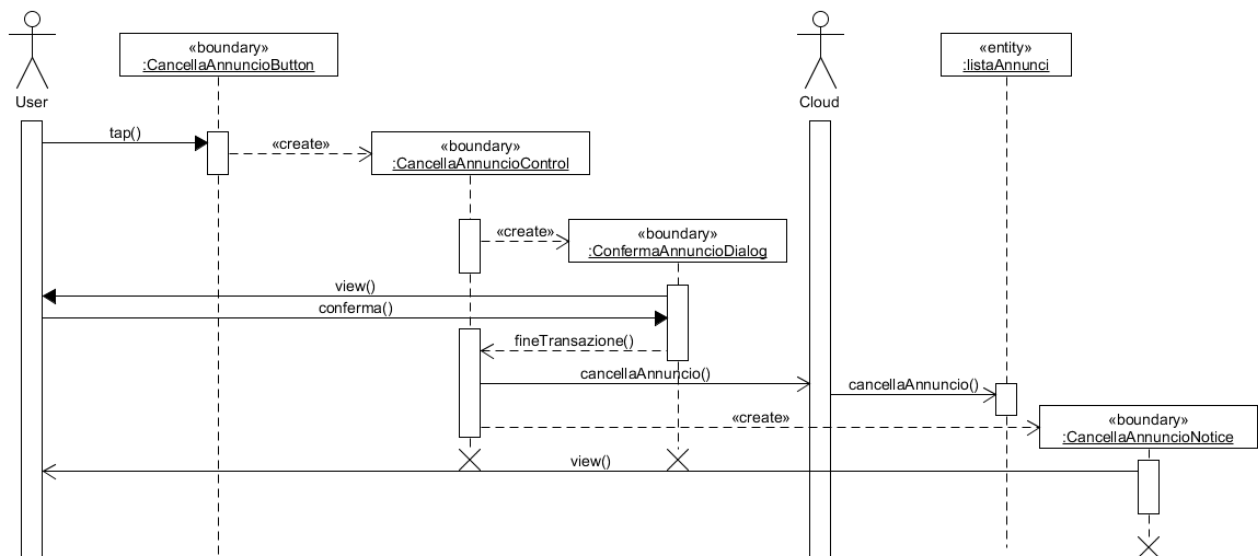 «boundary»
:CancellaAnnuncioButton
«entity»
:listaAnnunci
User
Cloud
tap()
«create»
«boundary»
:CancellaAnnuncioControl
«create»
«boundary»
:ConfermaAnnuncioDialog
view()
conferma()
fineTransazione()
cancellaAnnuncio()
cancellaAnnuncio()
«create»
«boundary»
:CancellaAnnuncioNotice
view()